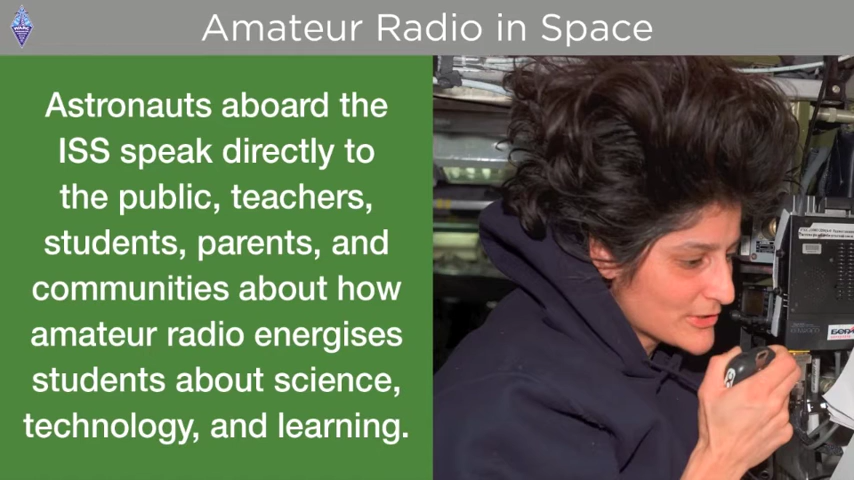 Amateur Radio in Space
Astronauts aboard the
ISS speak directly to
the public, teachers,
students, parents, and
communities about how
amateur radio energises
students about science,
technology, and learning.